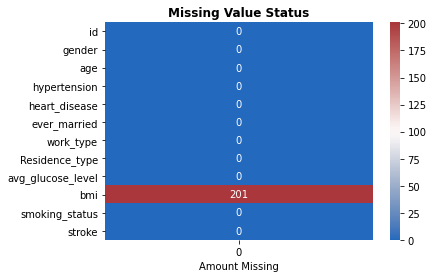 Missing Value Status
id 0
gender 0
age 0
hypertension 0
heart_disease 0
ever_married 0
work_type 0
Residence_type 0
avg_glucose_level 0
bmi 201
smoking_status 0
stroke 0
0
Amount Missing
200
175
150
125
100
75
50
25
0